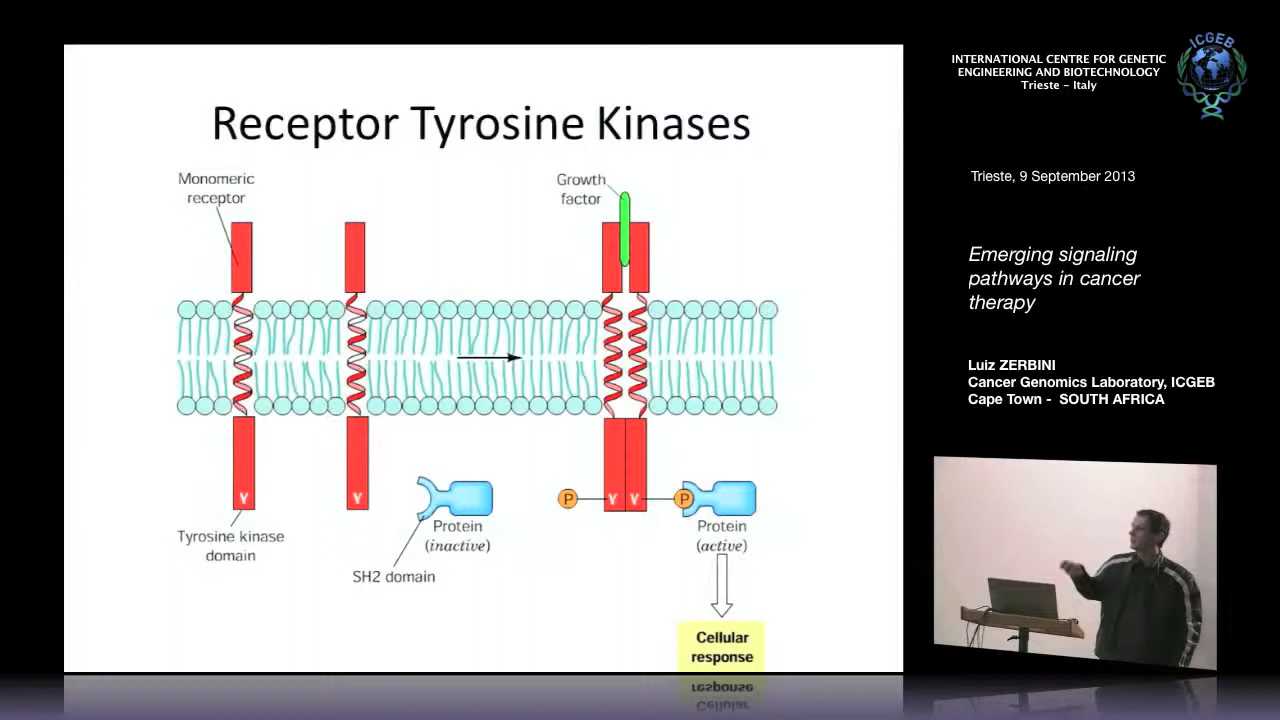 Receptor Tyrosine Kinases
Monomeric
receptor
Growth
factor
Y
Y
P
Y
Y
P
Tyrosine kinase
domain
SH2 domain
Protein
(inactive)
Protein
(active)
Cellular
response
ICGEB
INTERNATIONAL CENTRE FOR GENETIC
ENGINEERING AND BIOTECHNOLOGY
Trieste - Italy
Trieste, 9 September 2013
Emerging signaling
pathways in cancer
therapy
Luiz ZERBINI
Cancer Genomics Laboratory, ICGEB
Cape Town - SOUTH AFRICA